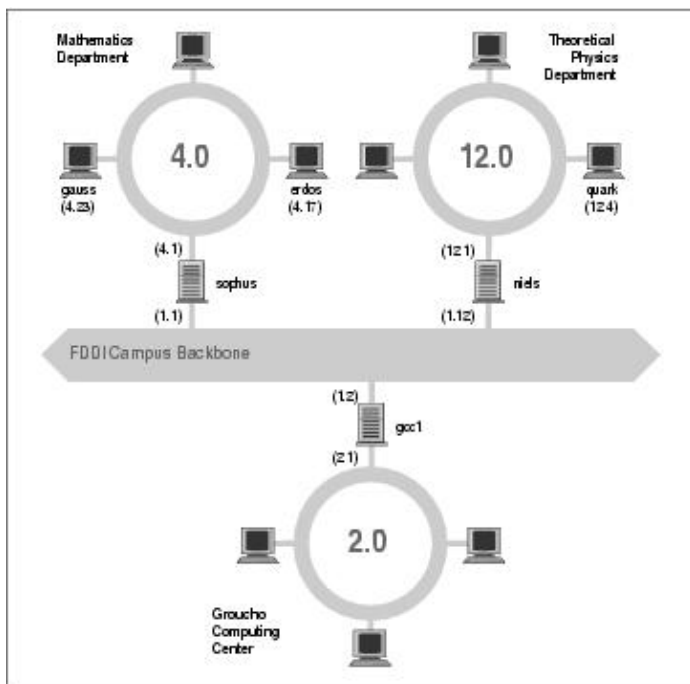 Mathematics
Department
Theoretical
Physics
Department
4.0
12.0
gauss
(4.23)
erdos
(4.17)
quark
(12.4)
(4.1)
sophus
(1.1)
(12.1)
niels
(1.12)
FDDI Campus Backbone
(1.2)
gcc1
(2.1)
2.0
Groucho
Computing
Center